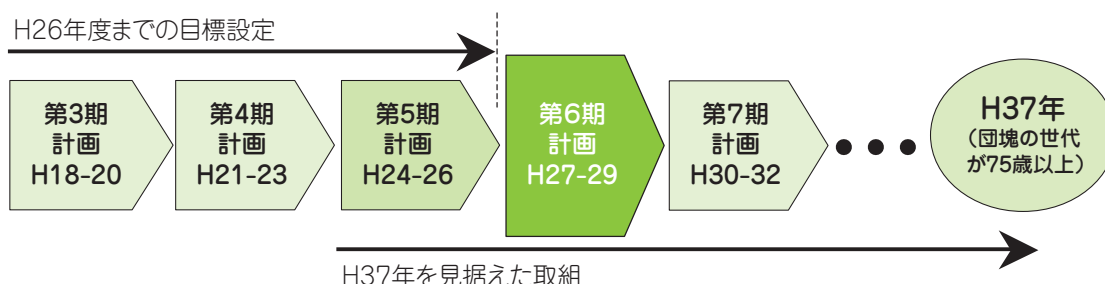 H26年度までの目標設定
第3期
計画
H18-20
第4期
計画
H21-23
第5期
計画
H24-26
第6期
計画
H27-29
第7期
計画
H30-32
H37年
（団塊の世代
が75歳以上）
H37年を見据えた取組